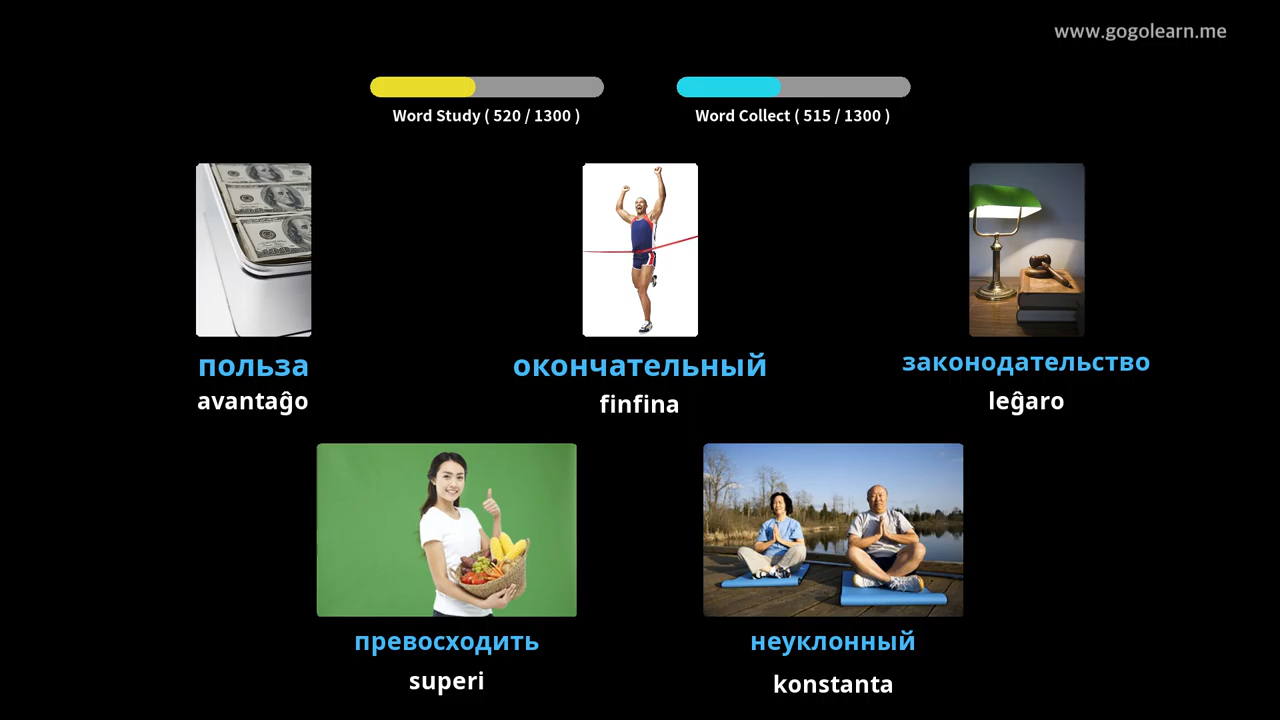 www.gogolearn.me
Word Study ( 520 / 1300 )
Word Collect ( 515 / 1300 )
польза
avantaĝo
окончательный
finfina
законодательство
leĝaro
превосходить
superi
неуклонный
konstanta